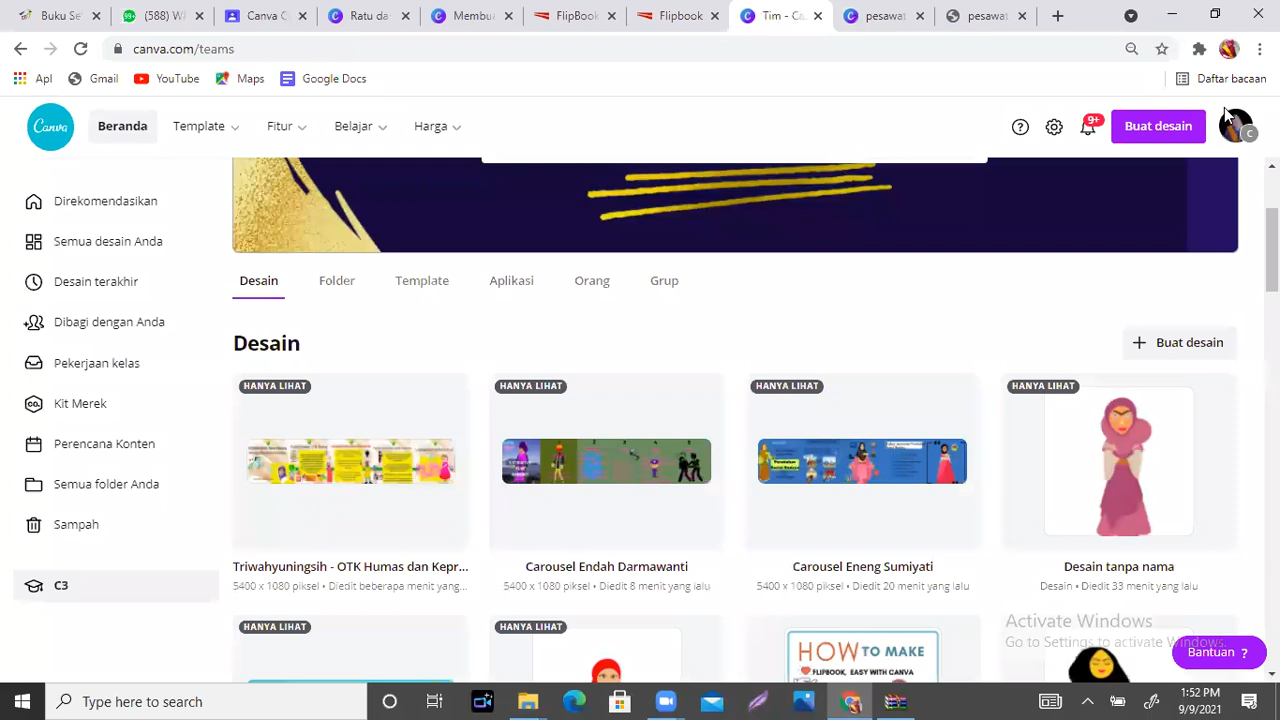 Buku Se
(588) W
Canva C
Ratu da
Membu
FlipBook
Flipbook
Tim - Ca
pesawat
pesawat
canva.com/teams
Apl
Gmail
YouTube
Maps
Google Docs
Daftar bacaan
Canva
Beranda
Template
Fitur
Belajar
Harga
9+
Buat desain
C
Direkomendasikan
Semua desain Anda
Desain terakhir
Dibagi dengan Anda
Pekerjaan kelas
Kit Merek
Perencana Konten
Semua folder Anda
Sampah
C3
Desain
Folder
Template
Aplikasi
Orang
Grup
Desain
+ Buat desain
HANYA LIHAT
HANYA LIHAT
HANYA LIHAT
HANYA LIHAT
Triwahyuningsih - OTK Humas dan Kepr...
5400 x 1080 piksel • Diedit beberapa menit yang...
Carousel Endah Darmawanti
5400 x 1080 piksel • Diedit 8 menit yang lalu
Carousel Eneng Sumiyati
5400 x 1080 piksel • Diedit 20 menit yang lalu
Desain tanpa nama
Desain • Diedit 33 menit yang lalu
HANYA LIHAT
HANYA LIHAT
HOW TO MAKE
FLIPBOOK, EASY WITH CANVA
Activate Windows
Go to Settings to activate Windows.
Bantuan ?
Type here to search
1:52 PM
9/9/2021